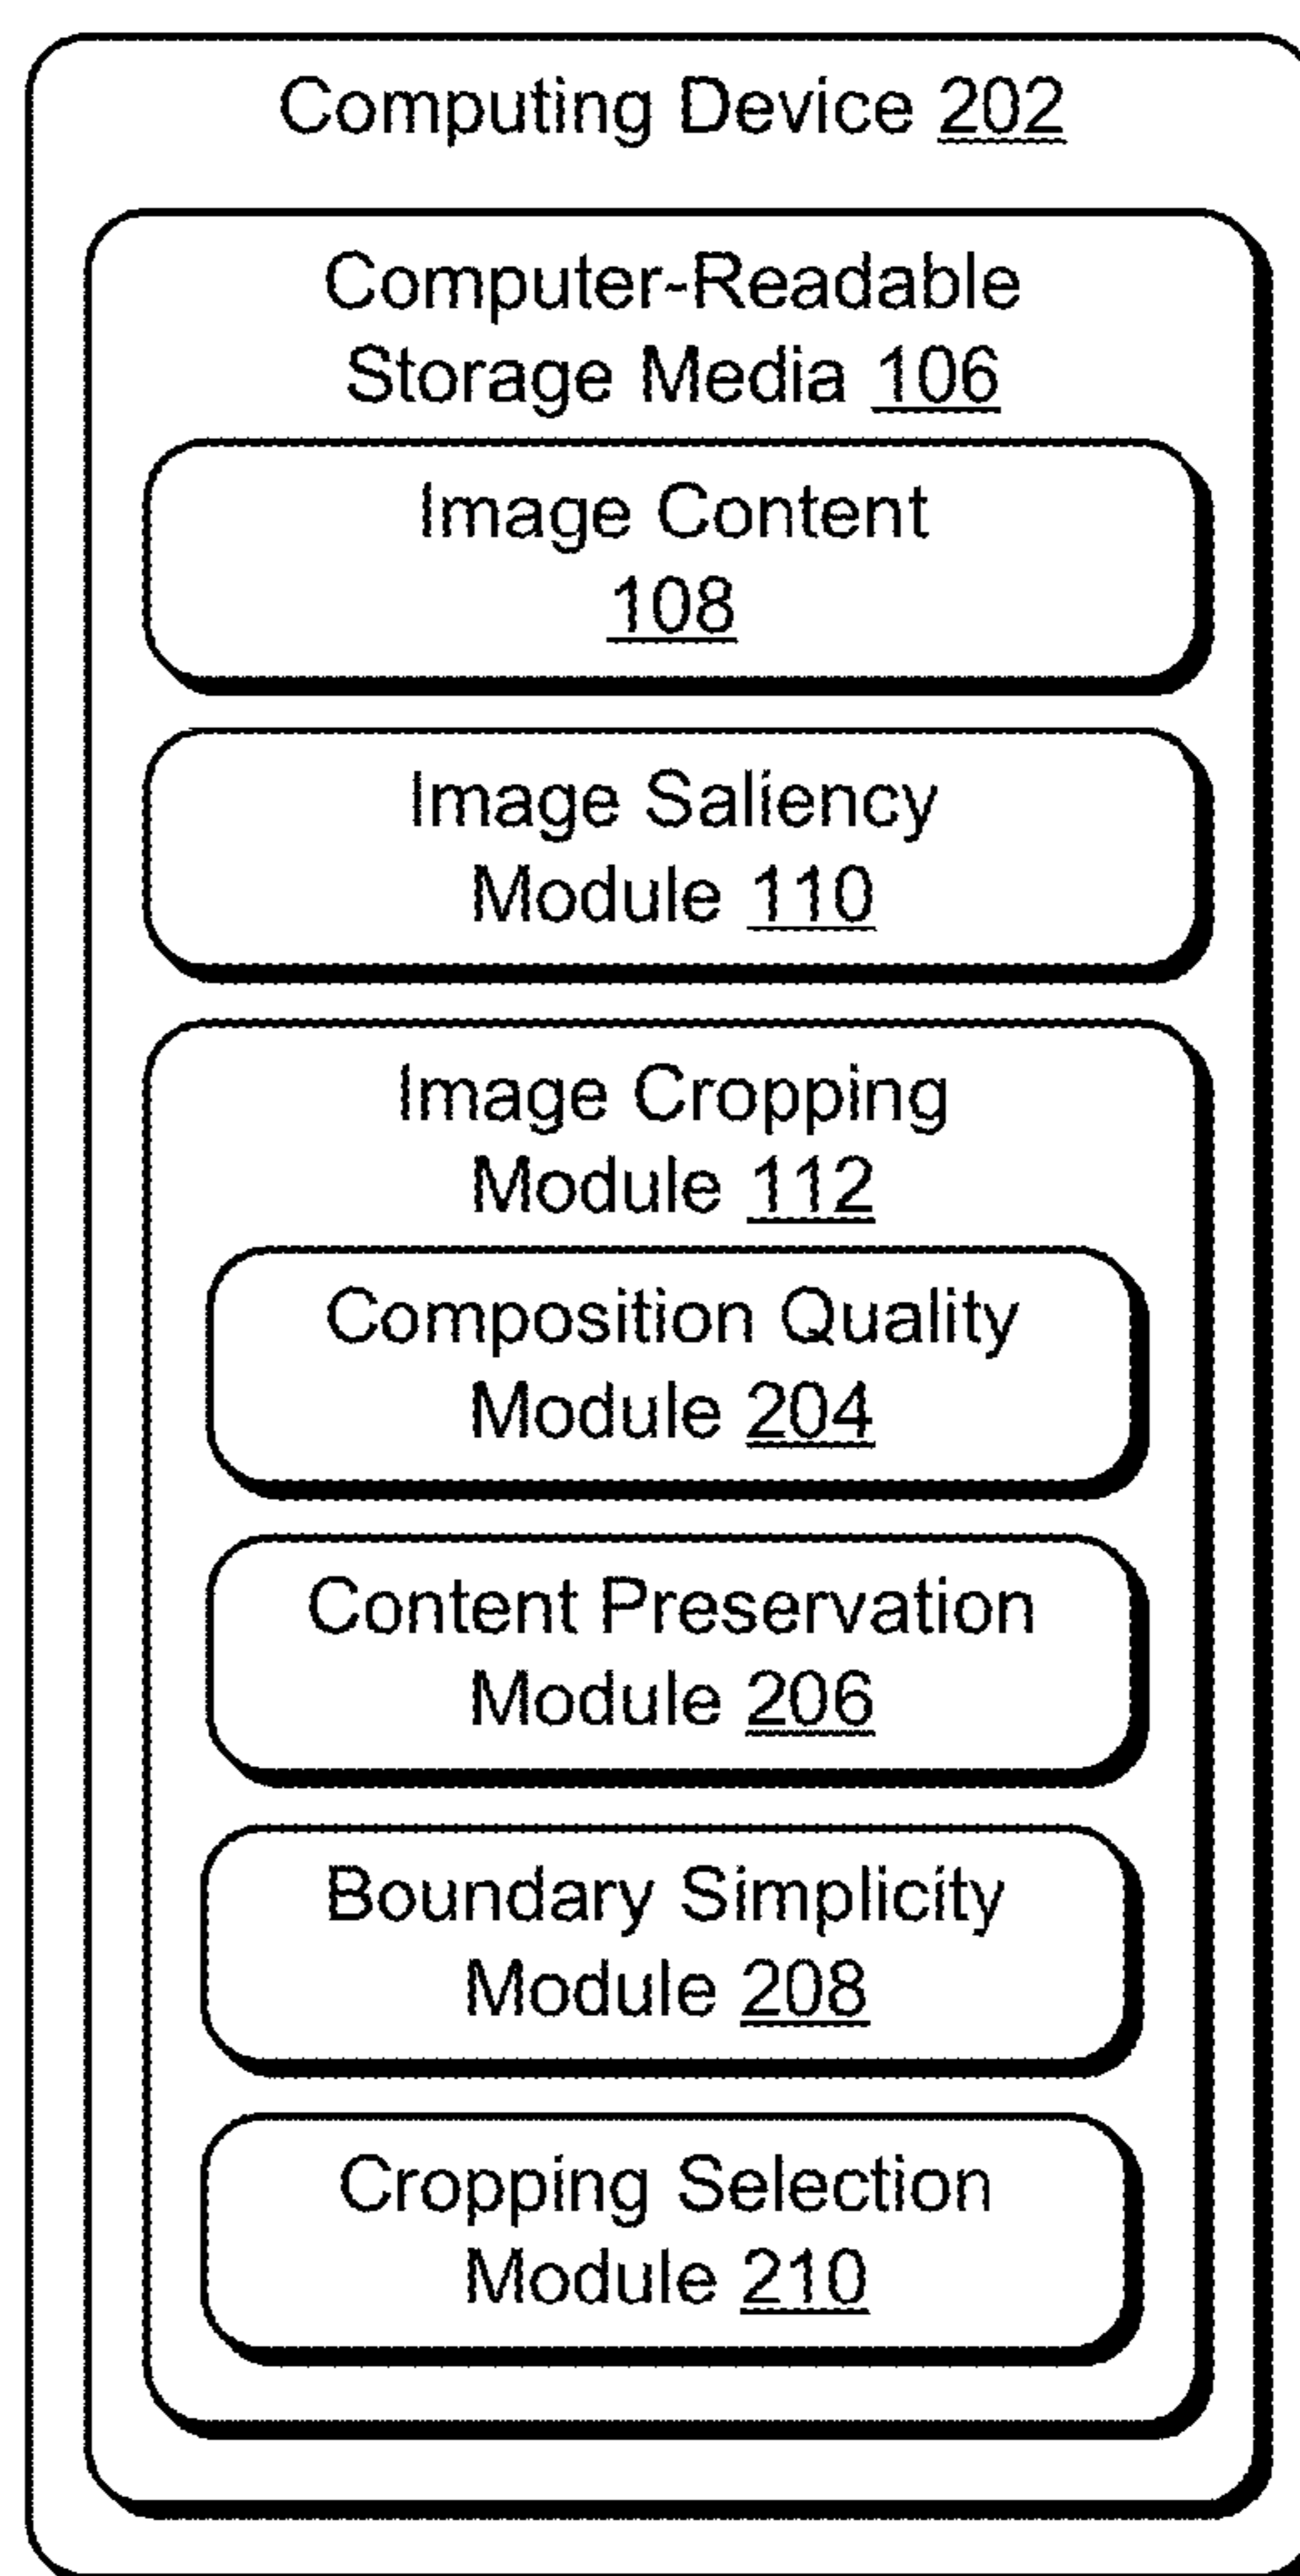 Computing Device 202
Computer-Readable
Storage Media 106
Image Content
108
Image Saliency
Module 110
Image Cropping
Module 112
Composition Quality
Module 204
Content Preservation
Module 206
Boundary Simplicity
Module 208
Cropping Selection
Module 210